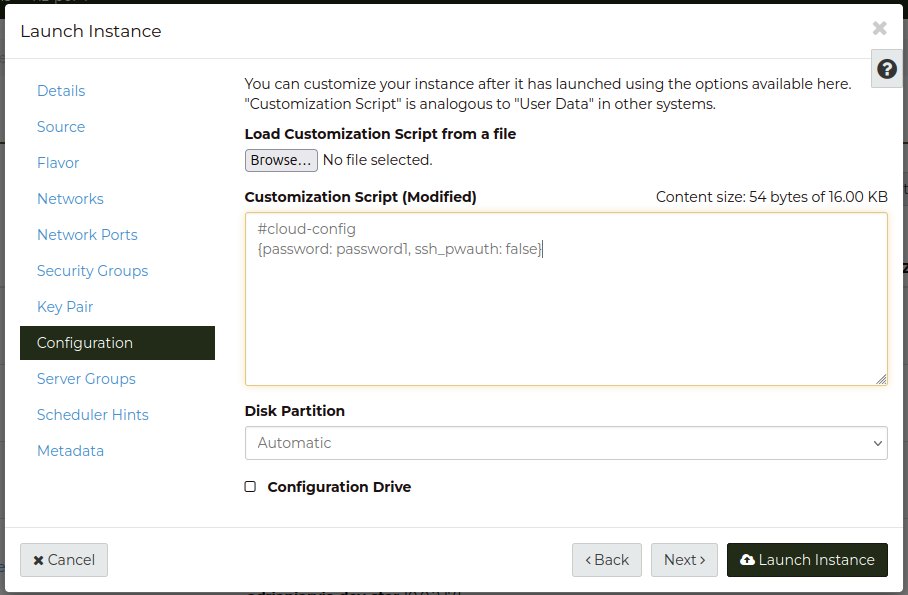 Launch Instance
Details
Source
Flavor
Networks
Network Ports
Security Groups
Key Pair
Configuration
Server Groups
Scheduler Hints
Metadata
You can customize your instance after it has launched using the options available here.
"Customization Script" is analogous to "User Data" in other systems.
Load Customization Script from a file
Browse... No file selected.
Customization Script (Modified) Content size: 54 bytes of 16.00 KB
#cloud-config
{password: password1, ssh_pwauth: false}
Disk Partition
Automatic
Configuration Drive
Cancel
Back
Next
Launch Instance